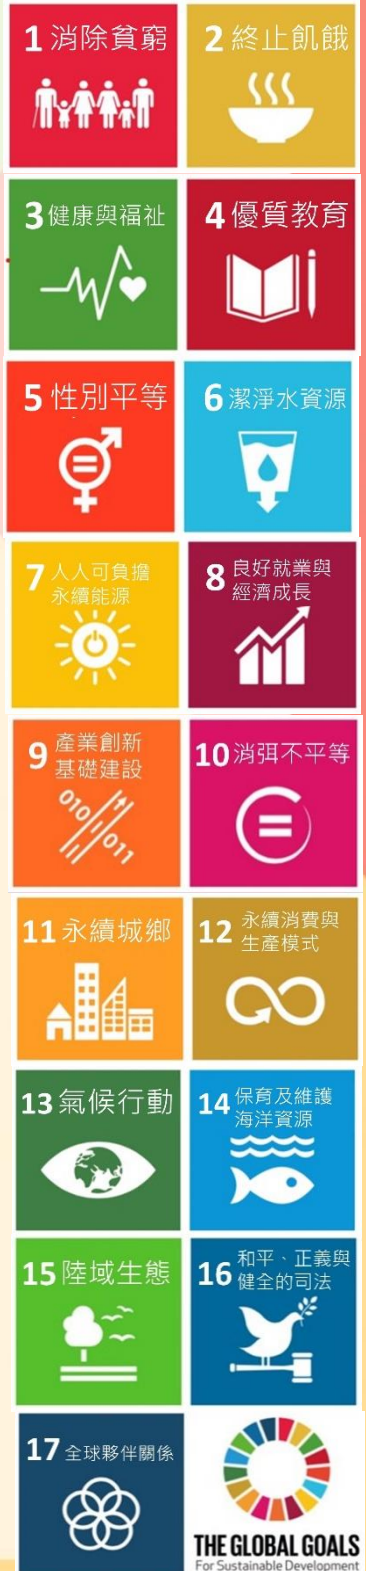 1 消除貧窮
2 終止飢餓
3 健康與福祉
4 優質教育
5 性別平等
6 潔淨水資源
7 人人可負擔
永續能源
8 良好就業與
經濟成長
9 產業創新
基礎建設
010
011
10 消弭不平等
11 永續城鄉
12 永續消費與
生產模式
13 氣候行動
14 保育及維護
海洋資源
15 陸域生態
16 和平、正義與
健全的司法
17 全球夥伴關係
THE GLOBAL GOALS
For Sustainable Development